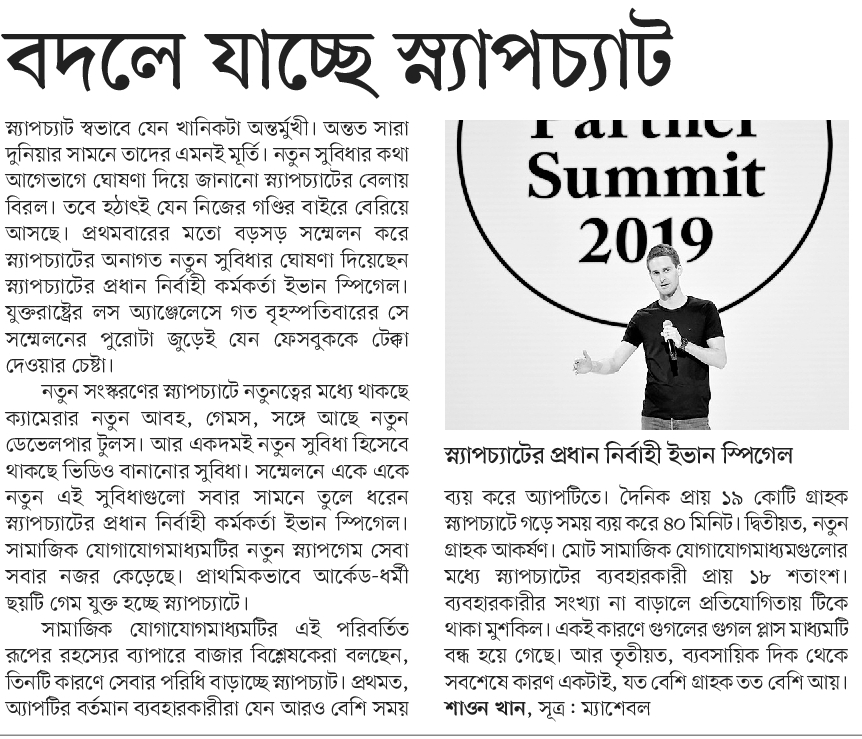 বদলে যাচ্ছে স্ন্যাপচ্যাট
স্ন্যাপচ্যাট স্বভাবে যেন খানিকটা অন্তর্মুখী। অন্তত সারা
দুনিয়ার সামনে তাদের এমনই মূর্তি। নতুন সুবিধার কথা
আগেভাগে ঘোষণা দিয়ে জানানো স্ন্যাপচ্যাটের বেলায়
বিরল। তবে হঠাৎই যেন নিজের গণ্ডির বাইরে বেরিয়ে
আসছে। প্রথমবারের মতো বড়সড় সম্মেলন করে
স্ন্যাপচ্যাটের অনাগত নতুন সুবিধার ঘোষণা দিয়েছেন
স্ন্যাপচ্যাটের প্রধান নির্বাহী কর্মকর্তা ইভান স্পিগেল।
যুক্তরাষ্ট্রের লস অ্যাঞ্জেলেসে গত বৃহস্পতিবারের সে
সম্মেলনের পুরোটা জুড়েই যেন ফেসবুককে টেক্কা
দেওয়ার চেষ্টা।
নতুন সংস্করণের স্ন্যাপচ্যাটে নতুনত্বের মধ্যে থাকছে
ক্যামেরার নতুন আবহ, গেমস, সঙ্গে আছে নতুন
ডেভেলপার টুলস। আর একদমই নতুন সুবিধা হিসেবে
থাকছে ভিডিও বানানোর সুবিধা। সম্মেলনে একে একে
নতুন এই সুবিধাগুলো সবার সামনে তুলে ধরেন
স্ন্যাপচ্যাটের প্রধান নির্বাহী কর্মকর্তা ইভান স্পিগেল।
সামাজিক যোগাযোগমাধ্যমটির নতুন স্ন্যাপগেম সেবা
সবার নজর কেড়েছে। প্রাথমিকভাবে আর্কেড-ধর্মী
ছয়টি গেম যুক্ত হচ্ছে স্ন্যাপচ্যাটে।
সামাজিক যোগাযোগমাধ্যমটির এই পরিবর্তিত
রূপের রহস্যের ব্যাপারে বাজার বিশ্লেষকেরা বলছেন,
তিনটি কারণে সেবার পরিধি বাড়াচ্ছে স্ন্যাপচ্যাট। প্রথমত,
অ্যাপটির বর্তমান ব্যবহারকারীরা যেন আরও বেশি সময়
Partner
Summit
2019
স্ন্যাপচ্যাটের প্রধান নির্বাহী ইভান স্পিগেল
ব্যয় করে অ্যাপটিতে। দৈনিক প্রায় ১৯ কোটি গ্রাহক
স্ন্যাপচ্যাটে গড়ে সময় ব্যয় করে ৪০ মিনিট। দ্বিতীয়ত, নতুন
গ্রাহক আকর্ষণ। মোট সামাজিক যোগাযোগমাধ্যমগুলোর
মধ্যে স্ন্যাপচ্যাটের ব্যবহারকারী প্রায় ১৮ শতাংশ।
ব্যবহারকারীর সংখ্যা না বাড়ালে প্রতিযোগিতায় টিকে
থাকা মুশকিল। একই কারণে গুগলের গুগল প্লাস মাধ্যমটি
বন্ধ হয়ে গেছে। আর তৃতীয়ত, ব্যবসায়িক দিক থেকে
সবশেষে কারণ একটাই, যত বেশি গ্রাহক তত বেশি আয়।
শাওন খান, সূত্র : ম্যাশেবল